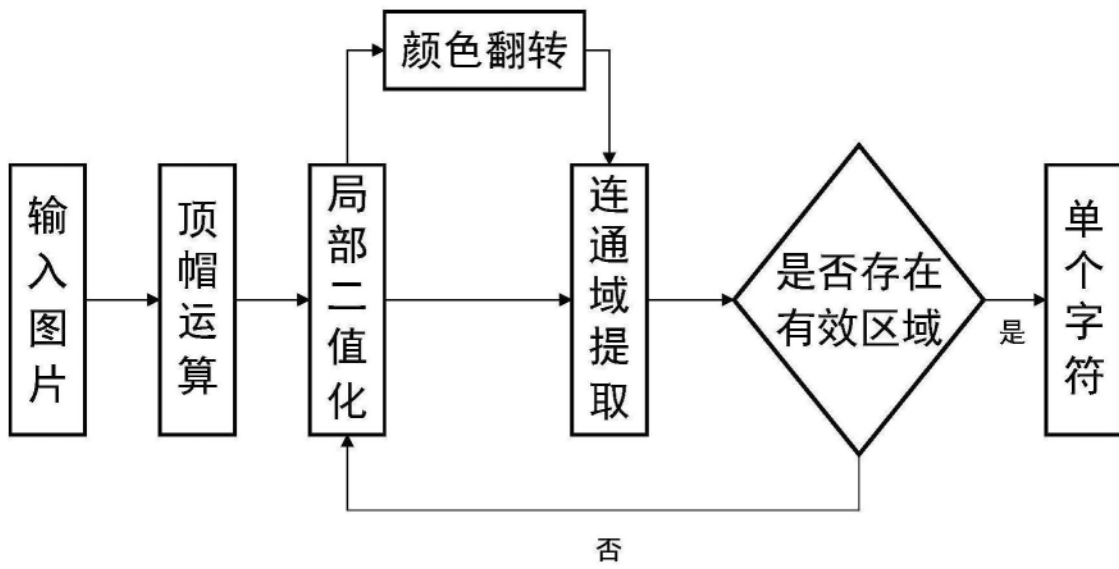 颜色翻转
输入图片
顶帽运算
局部二值化
连通域提取
是否存在
有效区域
是
单个字符
否